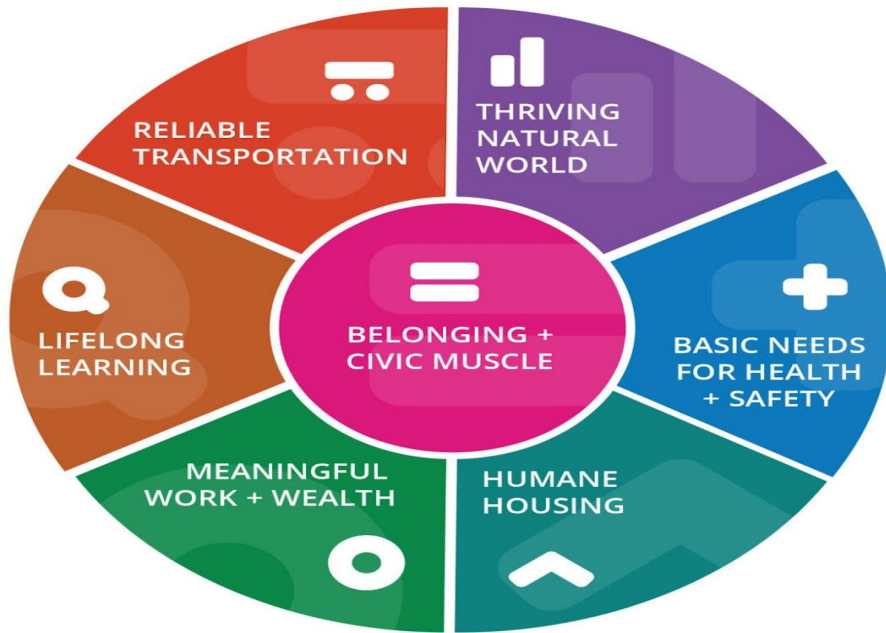 RELIABLE
TRANSPORTATION
THRIVING
NATURAL
WORLD
BASIC NEEDS
FOR HEALTH
+ SAFETY
HUMANE
HOUSING
MEANINGFUL
WORK + WEALTH
LIFELONG
LEARNING
BELONGING +
CIVIC MUSCLE